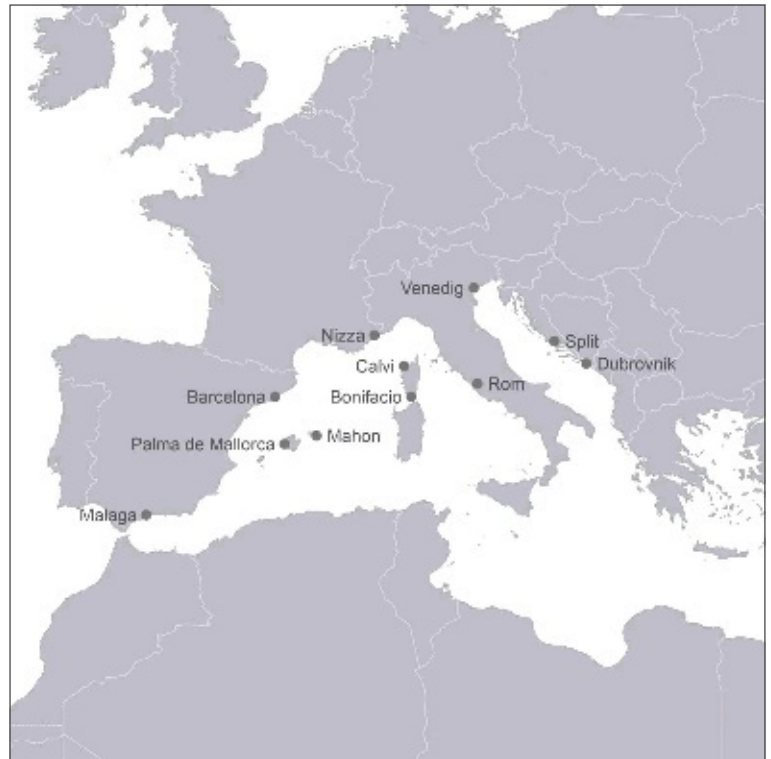 Venedig
Nizza
Split
Calvi
Dubrovnik
Rom
Barcelona
Bonifacio
Mahon
Palma de Mallorca
Malaga